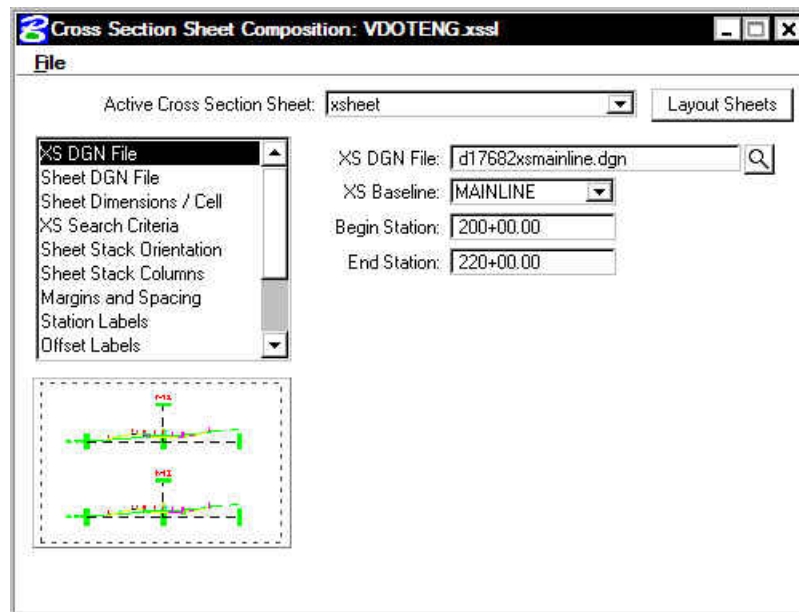 Cross Section Sheet Composition: VDOTENG.xssl
File
Active Cross Section Sheet: xsheet Layout Sheets
XS DGN File
Sheet DGN File
Sheet Dimensions / Cell
XS Search Criteria
Sheet Stack Orientation
Sheet Stack Columns
Margins and Spacing
Station Labels
Offset Labels
XS DGN File: d17682xsmainline.dgn
XS Baseline: MAINLINE
Begin Station: 200+00.00
End Station: 220+00.00